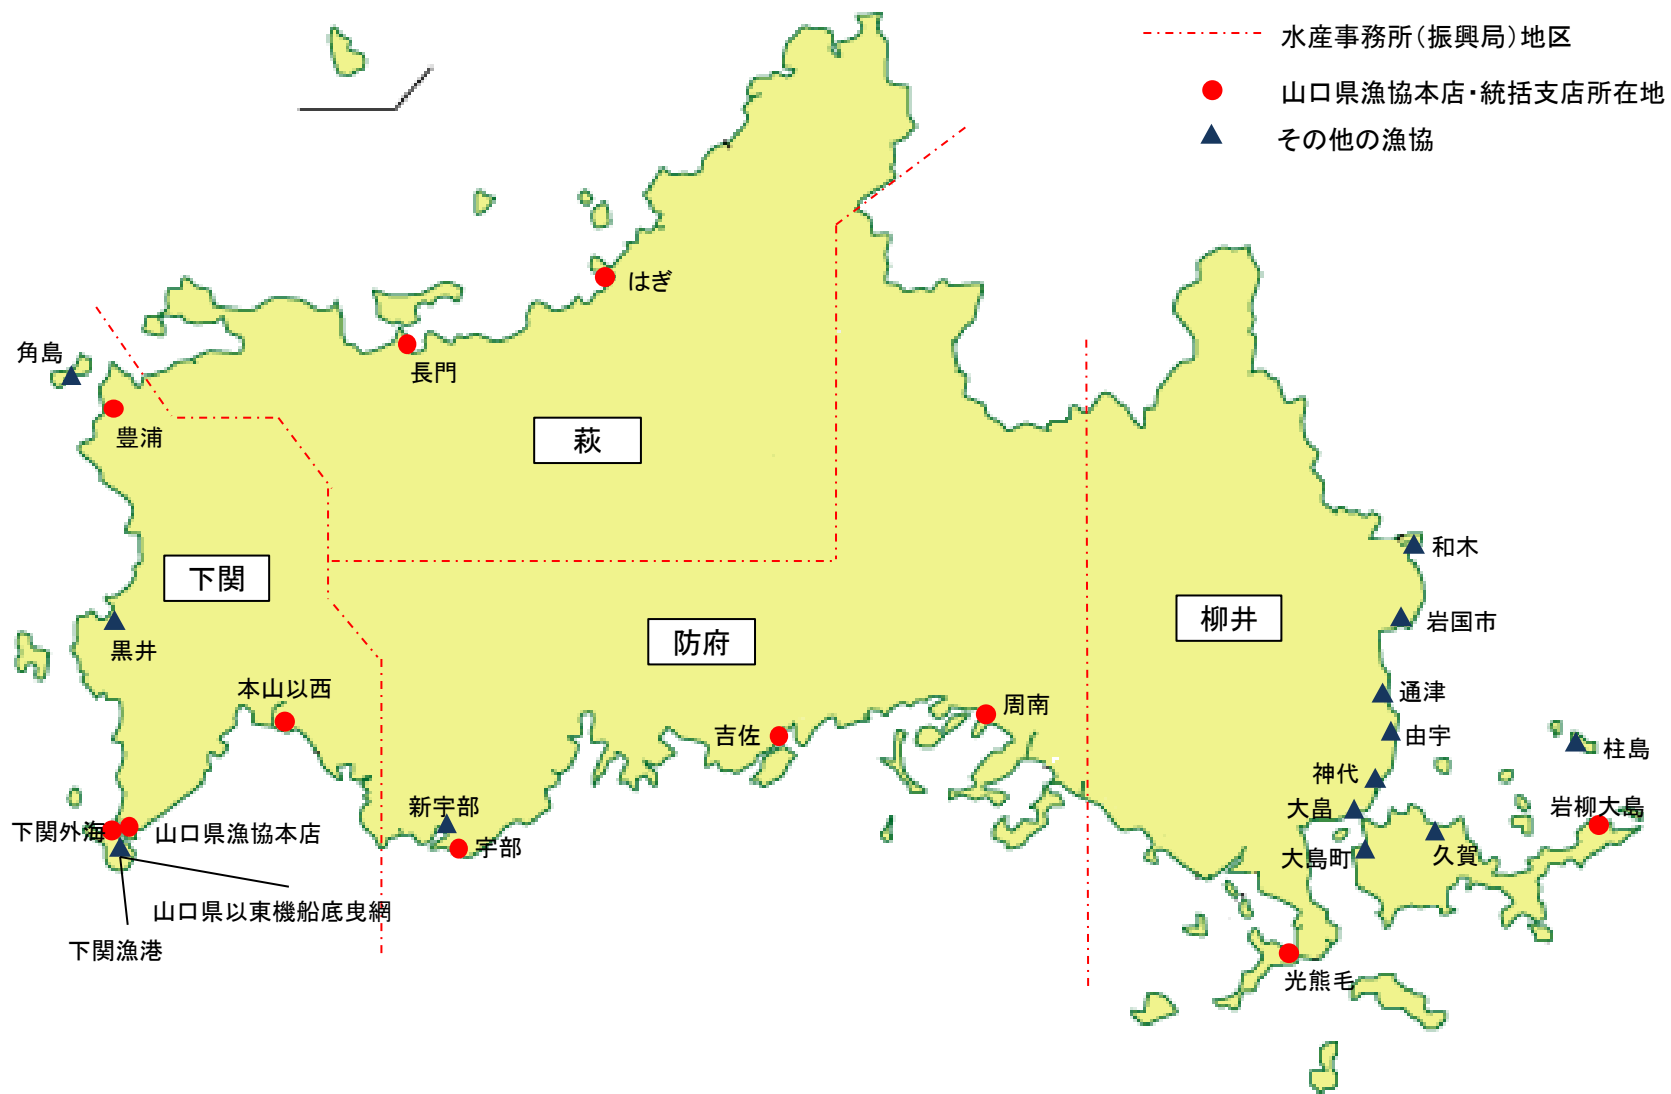 水産事務所(振興局)地区
山口県漁協本店・統括支店所在地
その他の漁協
はぎ
角島
長門
豊浦
萩
和木
下関
柳井
岩国市
防府
黒井
本山以西
通津
周南
吉佐
由宇
柱島
神代
新宇部
大畠
岩柳大島
下関外海
山口県漁協本店
宇部
大島町
久賀
山口県以東機船底曳網
下関漁港
光熊毛